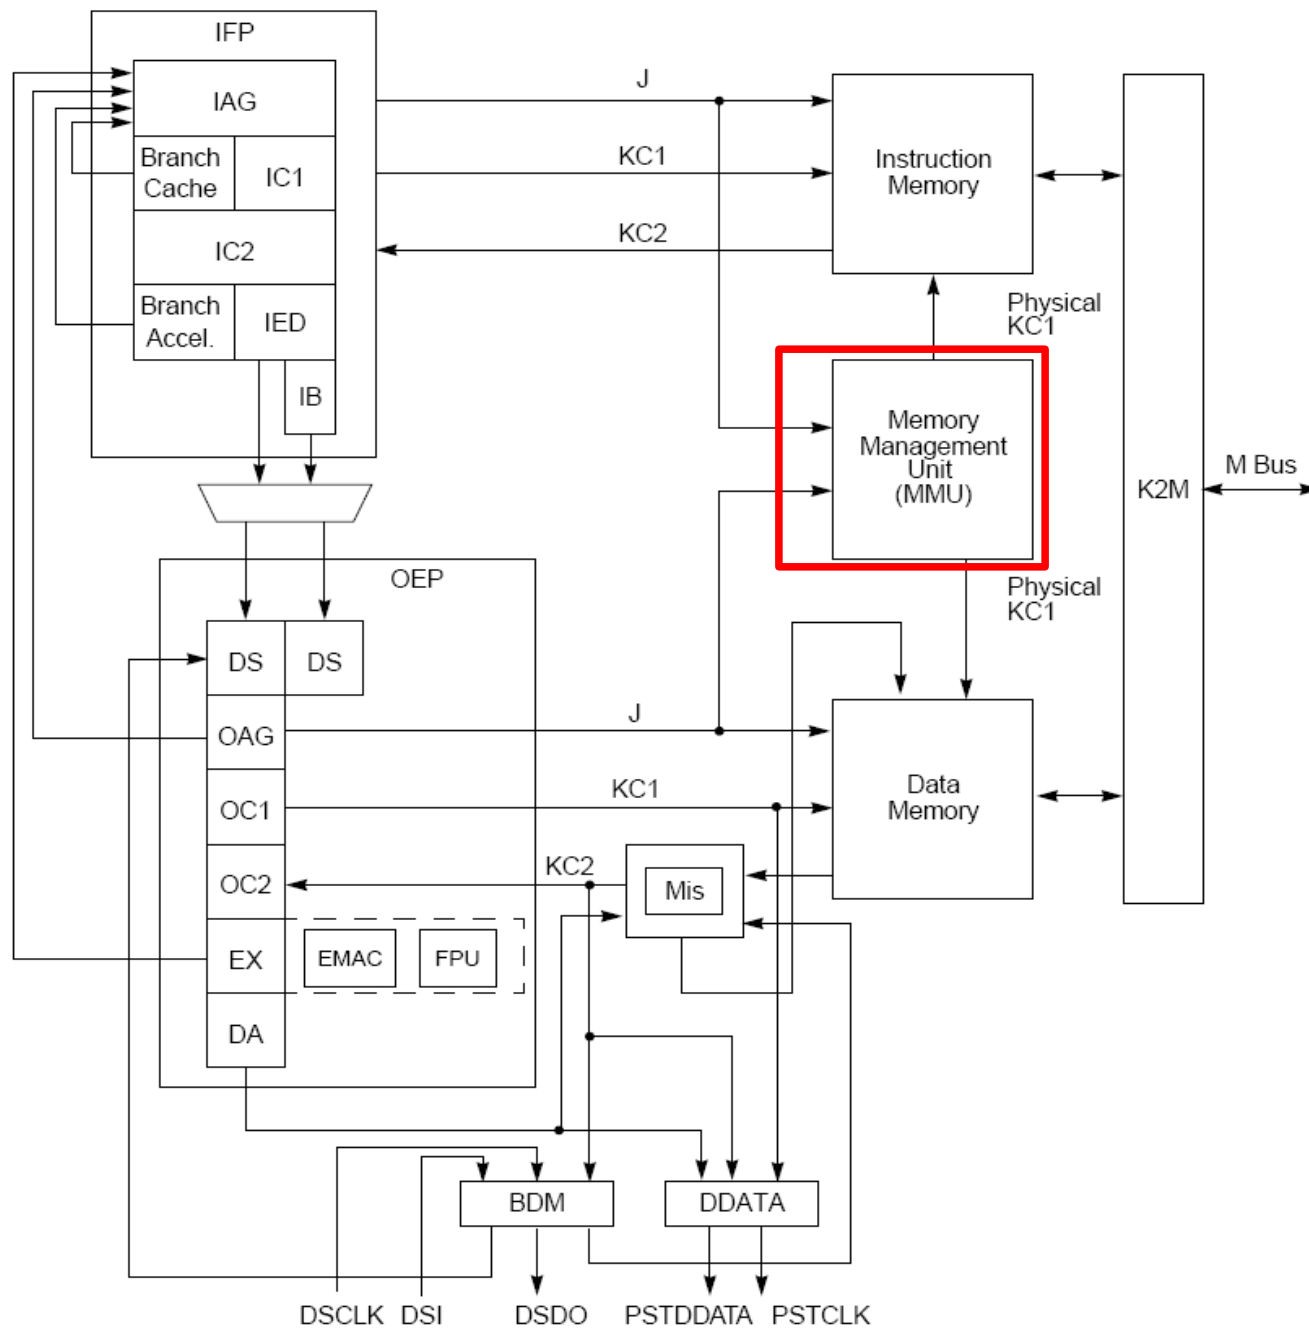 IFP
IAG
J
Branch
Cache
IC1
KC1
Instruction
Memory
IC2
KC2
Branch
Accel.
IED
Physical
KC1
IB
Memory
Management
Unit
(MMU)
M Bus
K2M
OEP
Physical
KC1
DS
DS
OAG
J
OC1
KC1
Data
Memory
OC2
KC2
Mis
EX
EMAC
FPU
DA
BDM
DDATA
DSCLK
DSI
DSDO
PSTDDATA
PSTCLK